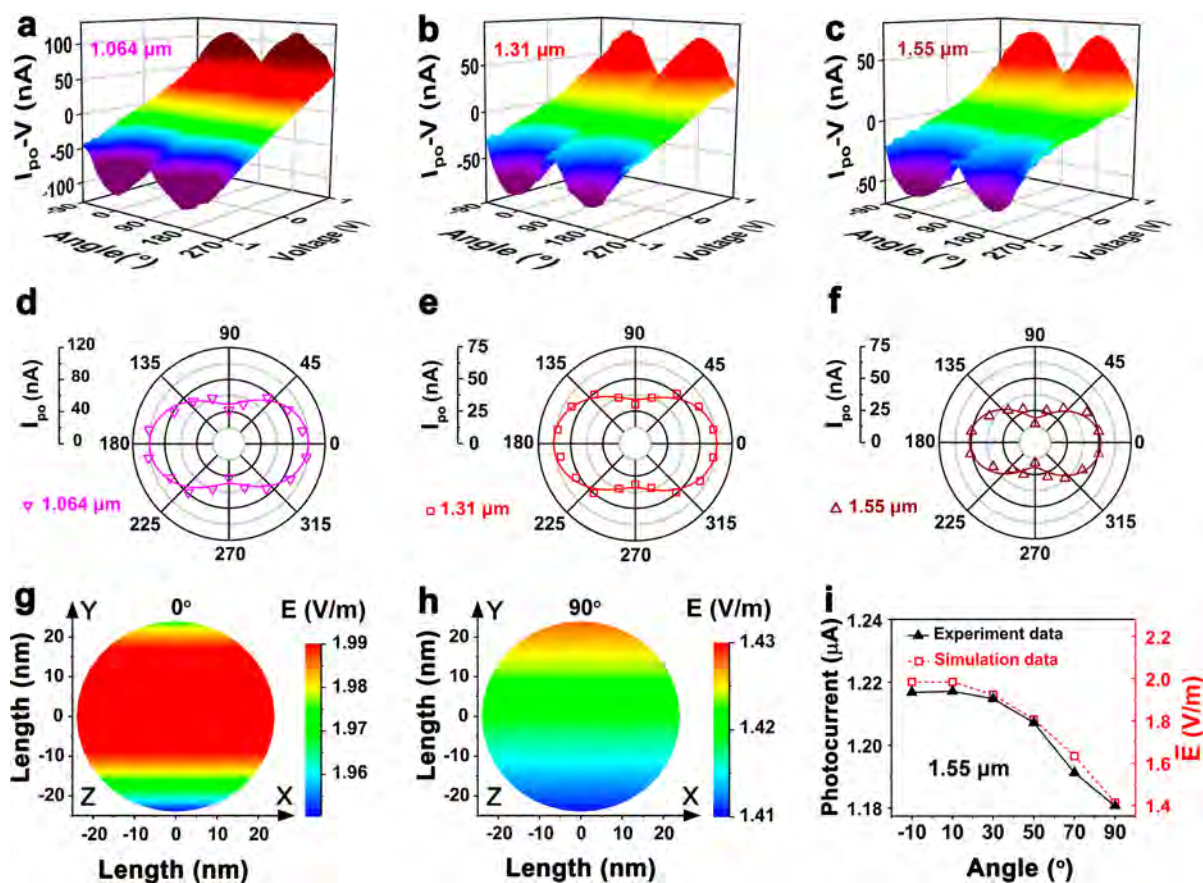 a
1.064 µm
I_po-V (nA)
100
50
0
-50
-100
-90
0
90
180
270
Angle(°)
-1
0
1
Voltage (V)
b
1.31 µm
I_po-V (nA)
50
0
-50
-90
0
90
180
270
Angle (°)
-1
0
1
Voltage (V)
c
1.55 µm
I_po-V (nA)
50
0
-50
-90
0
90
180
270
Angle (°)
-1
0
1
Voltage (V)
d
I_po (nA)
120
80
40
0
90
135
45
180
0
225
315
270
1.064 µm
e
I_po (nA)
75
50
25
0
90
135
45
180
0
225
315
270
1.31 µm
f
I_po (nA)
75
50
25
0
90
135
45
180
0
225
315
270
1.55 µm
g
Y
0°
E (V/m)
Length (nm)
20
10
0
-10
-20
Z
X
-20 -10 0 10 20
Length (nm)
1.99
1.98
1.97
1.96
h
Y
90°
E (V/m)
Length (nm)
20
10
0
-10
-20
Z
X
-20 -10 0 10 20
Length (nm)
1.43
1.42
1.41
i
Photocurrent (µA)
1.24
1.22
1.20
1.18
Experiment data
Simulation data
1.55 µm
-10 10 30 50 70 90
Angle (°)
2.2
2.0
1.8
1.6
1.4
E̅ (V/m)